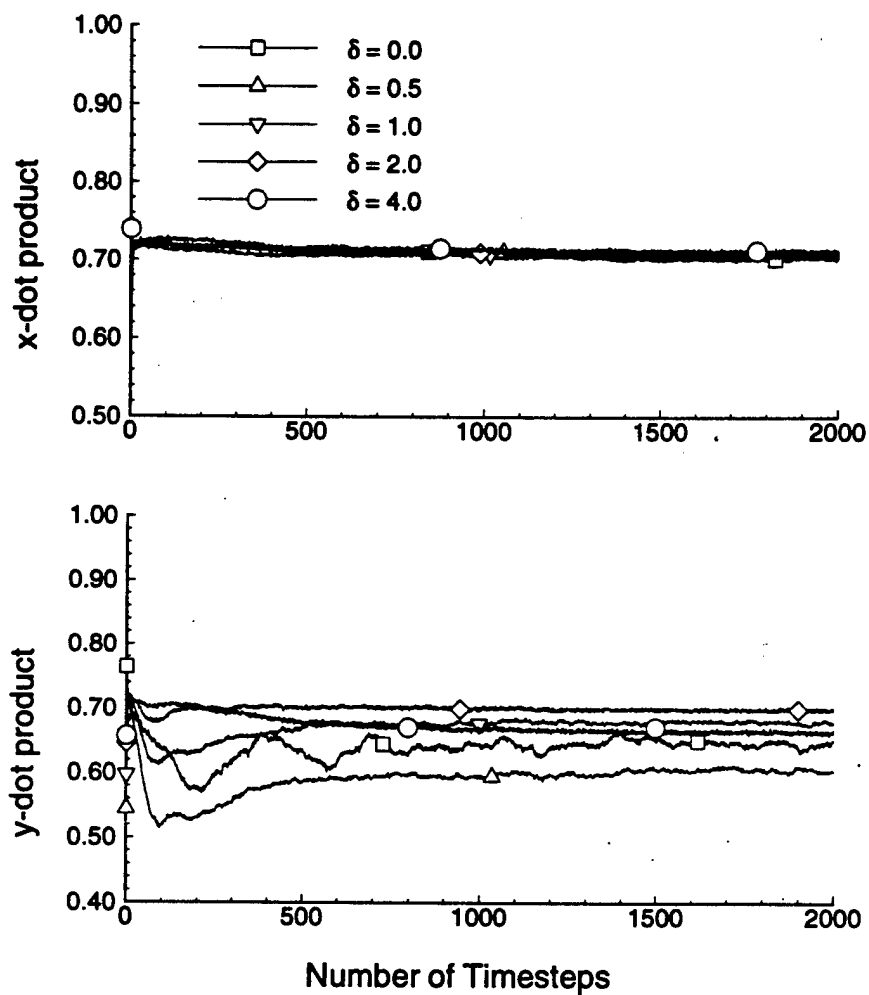 1.00
0.90
0.80
0.70
0.60
0.50
x-dot product
δ = 0.0
δ = 0.5
δ = 1.0
δ = 2.0
δ = 4.0
0
500
1000
1500
2000
1.00
0.90
0.80
0.70
0.60
0.50
0.40
y-dot product
0
500
1000
1500
2000
Number of Timesteps